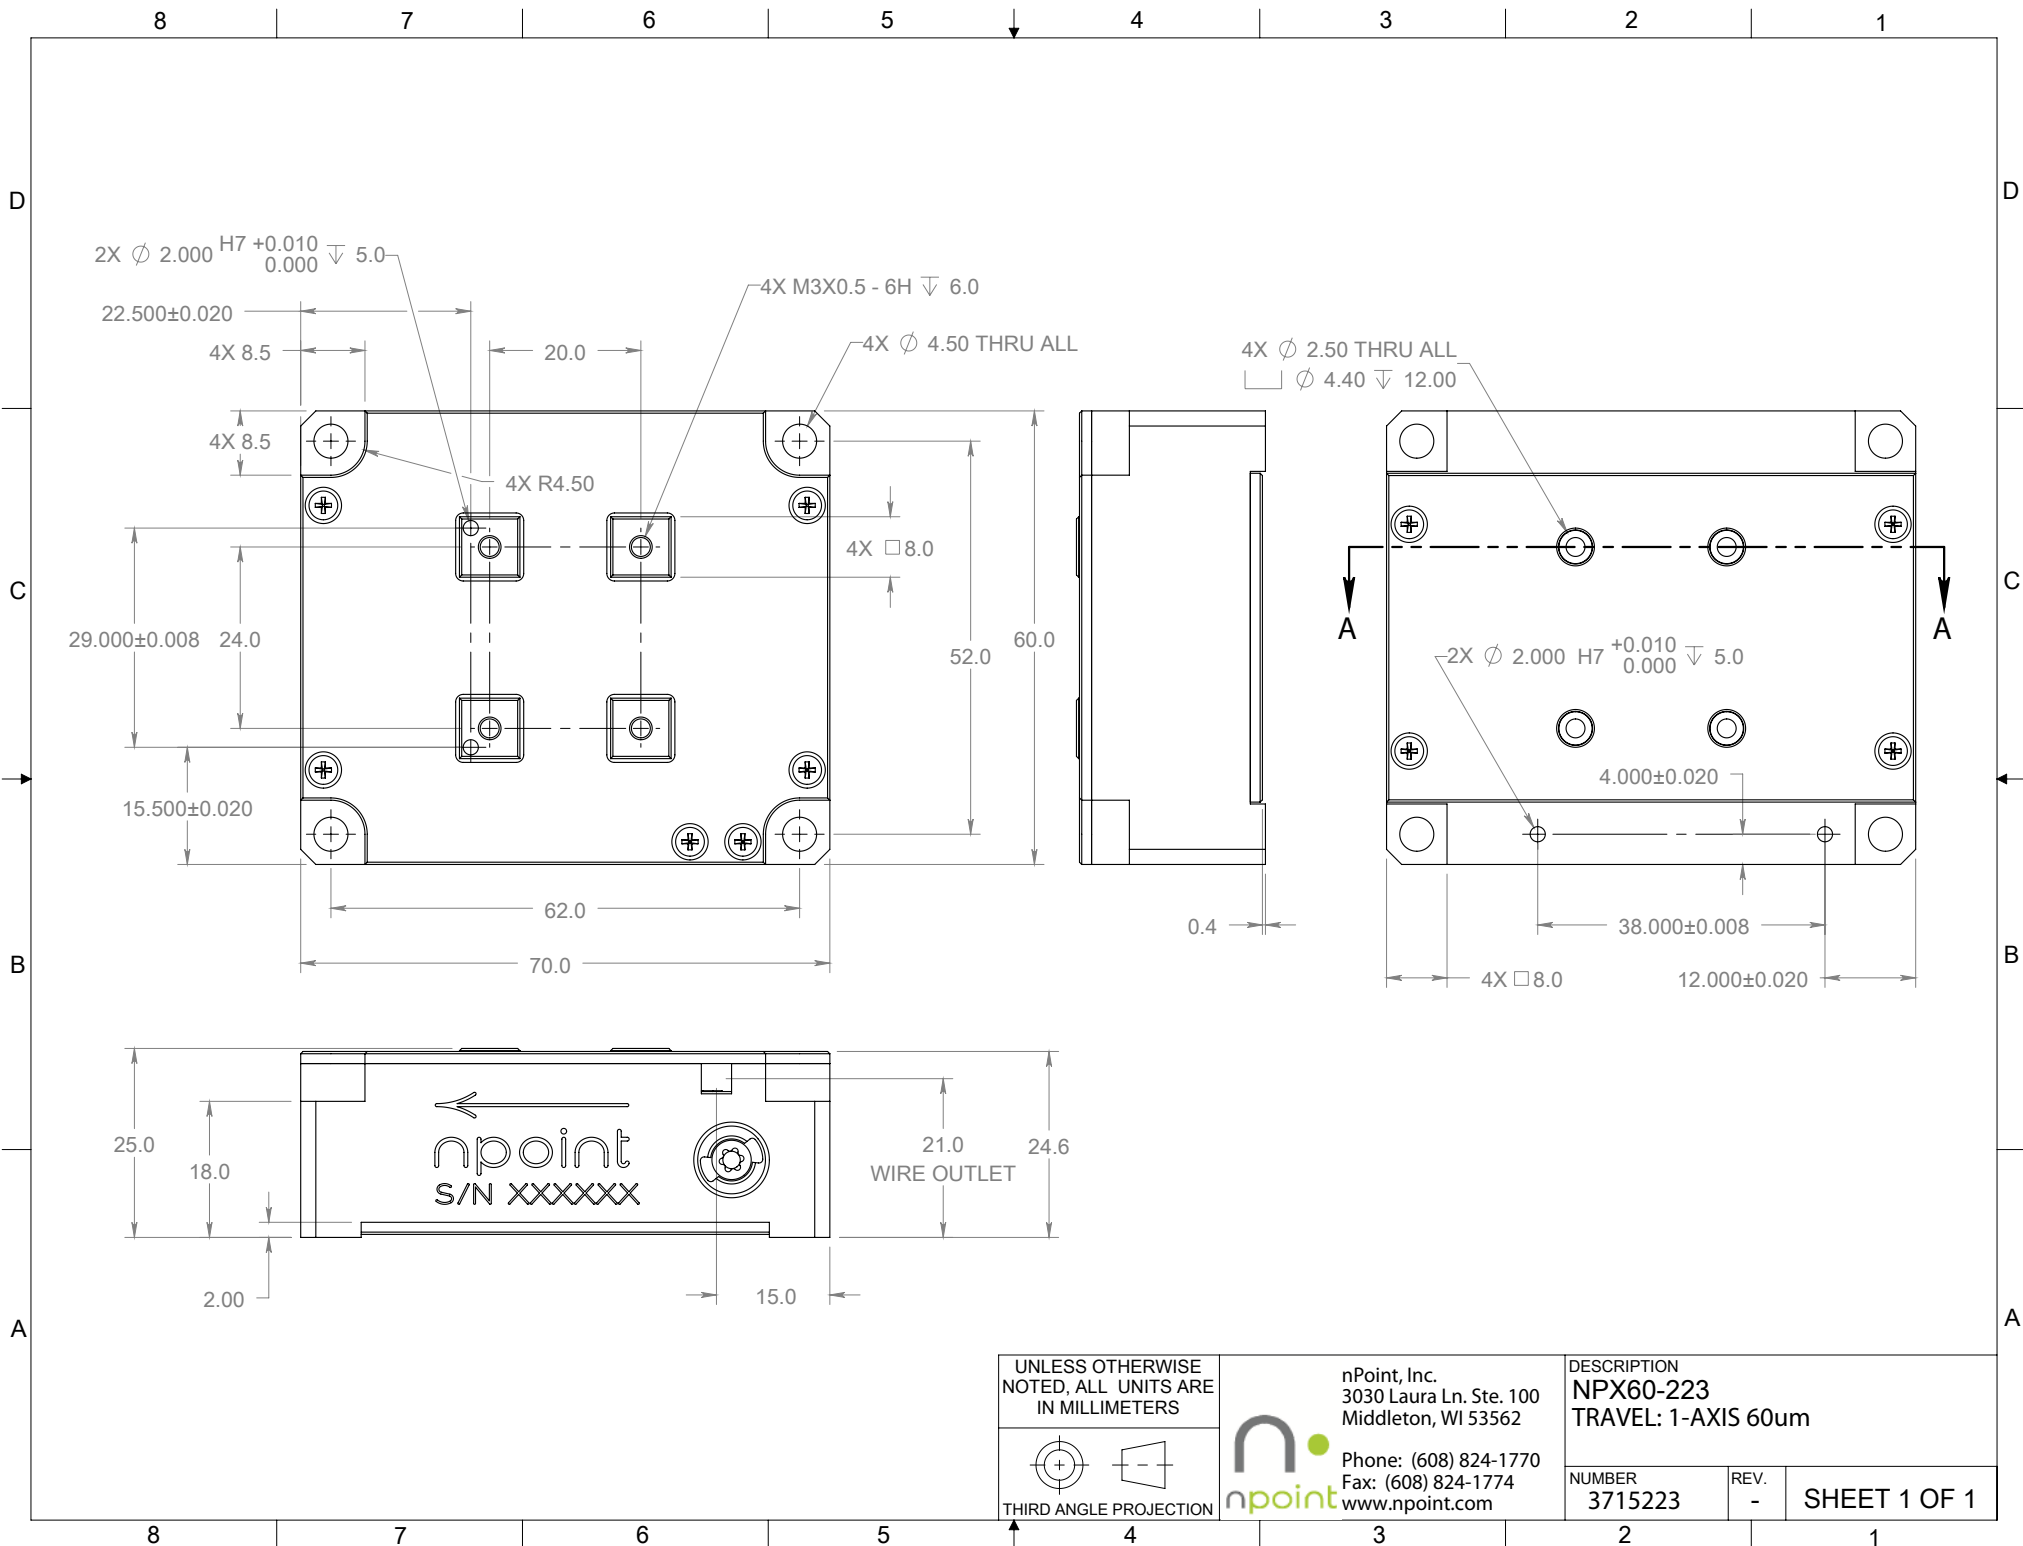 8 7 6 5 4 3 2 1
D D
2X ∅ 2.000 H7 +0.010 ↧ 5.0
0.000
4X M3X0.5 - 6H ↧ 6.0
22.500±0.020
4X 8.5
20.0
4X ∅ 4.50 THRU ALL
4X ∅ 2.50 THRU ALL
⌴ ∅ 4.40 ↧ 12.00
4X 8.5
4X R4.50
4X □ 8.0
C C
29.000±0.008
24.0
52.0
60.0
A A
2X ∅ 2.000 H7 +0.010 ↧ 5.0
0.000
4.000±0.020
15.500±0.020
62.0
0.4
38.000±0.008
B B
70.0
4X □ 8.0
12.000±0.020
25.0
18.0
npoint
S/N XXXXXX
21.0
WIRE OUTLET
24.6
2.00
15.0
A A
UNLESS OTHERWISE
NOTED, ALL UNITS ARE
IN MILLIMETERS
THIRD ANGLE PROJECTION
n
npoint
nPoint, Inc.
3030 Laura Ln. Ste. 100
Middleton, WI 53562
Phone: (608) 824-1770
Fax: (608) 824-1774
www.npoint.com
DESCRIPTION
NPX60-223
TRAVEL: 1-AXIS 60um
NUMBER
3715223
REV.
-
SHEET 1 OF 1
8 7 6 5 4 3 2 1